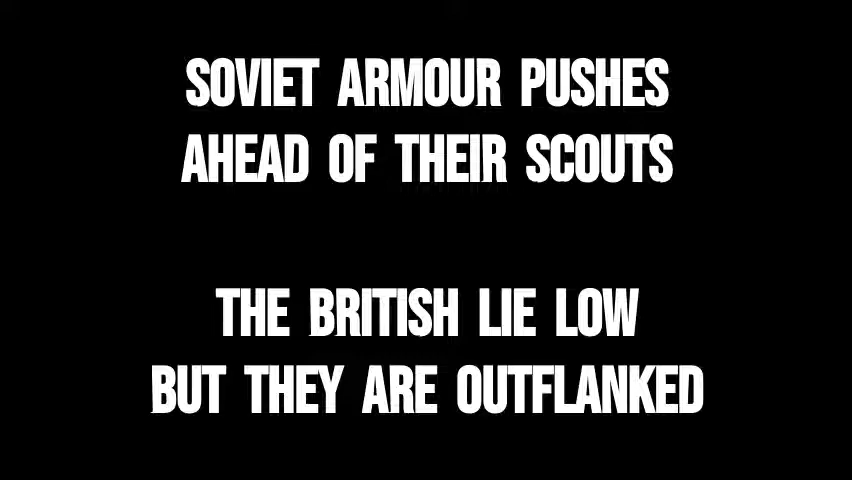 SOVIET ARMOUR PUSHES
AHEAD OF THEIR SCOUTS
THE BRITISH LIE LOW
BUT THEY ARE OUTFLANKED